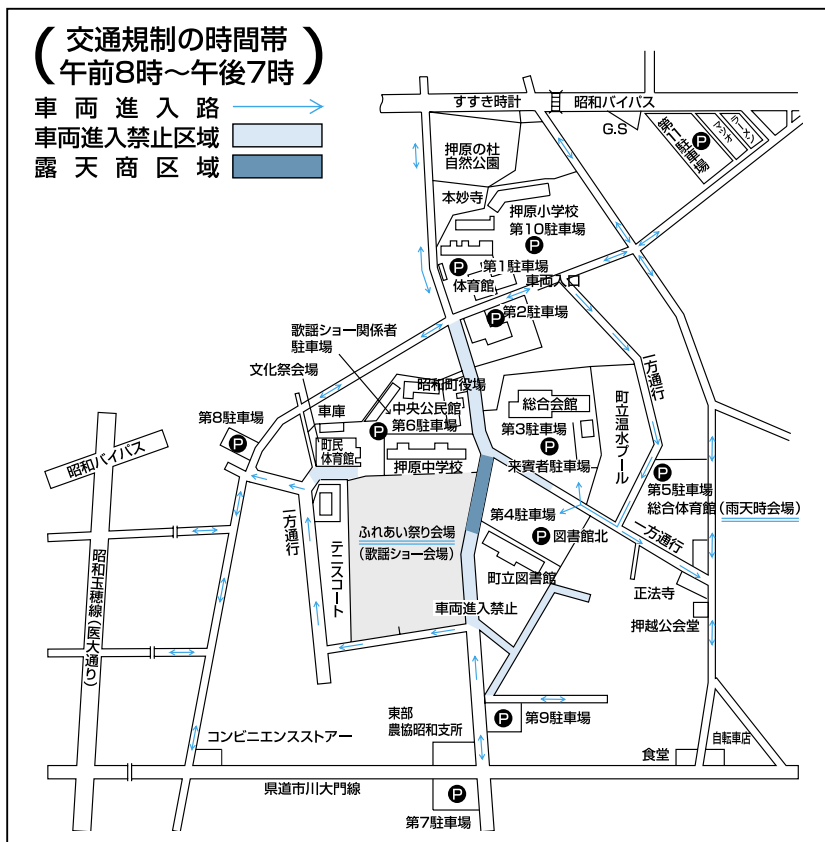 交通規制の時間帯
午前8時〜午後7時
車両進入路
車両進入禁止区域
露天商区域
すすき時計
昭和バイパス
G.S
第11駐車場
P
マツナガ
ラーメン
押原の杜
自然公園
本妙寺
押原小学校
第10駐車場
P
P
第1駐車場
体育館
車両入口
P
第2駐車場
歌謡ショー関係者
駐車場
文化祭会場
昭和町役場
一方通行
車庫
中央公民館
第6駐車場
P
総合会館
第3駐車場
P
来賓者駐車場
町立温水プール
第8駐車場
P
昭和バイパス
町民
体育館
押原中学校
P
第5駐車場
総合体育館(雨天時会場)
第4駐車場
P
図書館北
一方通行
一方通行
ふれあい祭り会場
(歌謡ショー会場)
テニスコート
町立図書館
正法寺
昭和玉穂線(医大通り)
車両進入禁止
押越公会堂
東部
農協昭和支所
P
第9駐車場
コンビニエンスストアー
食堂
自転車店
県道市川大門線
P
第7駐車場